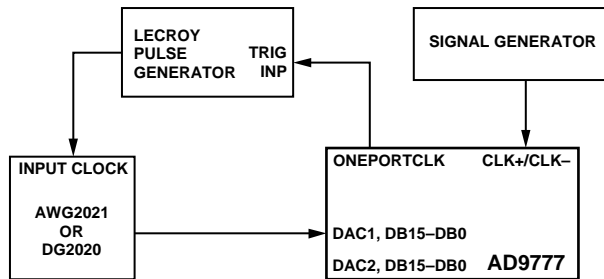 LECROY
PULSE
GENERATOR
TRIG
INP
SIGNAL GENERATOR
INPUT CLOCK
AWG2021
OR
DG2020
ONEPORTCLK
CLK+/CLK–
DAC1, DB15–DB0
DAC2, DB15–DB0
AD9777